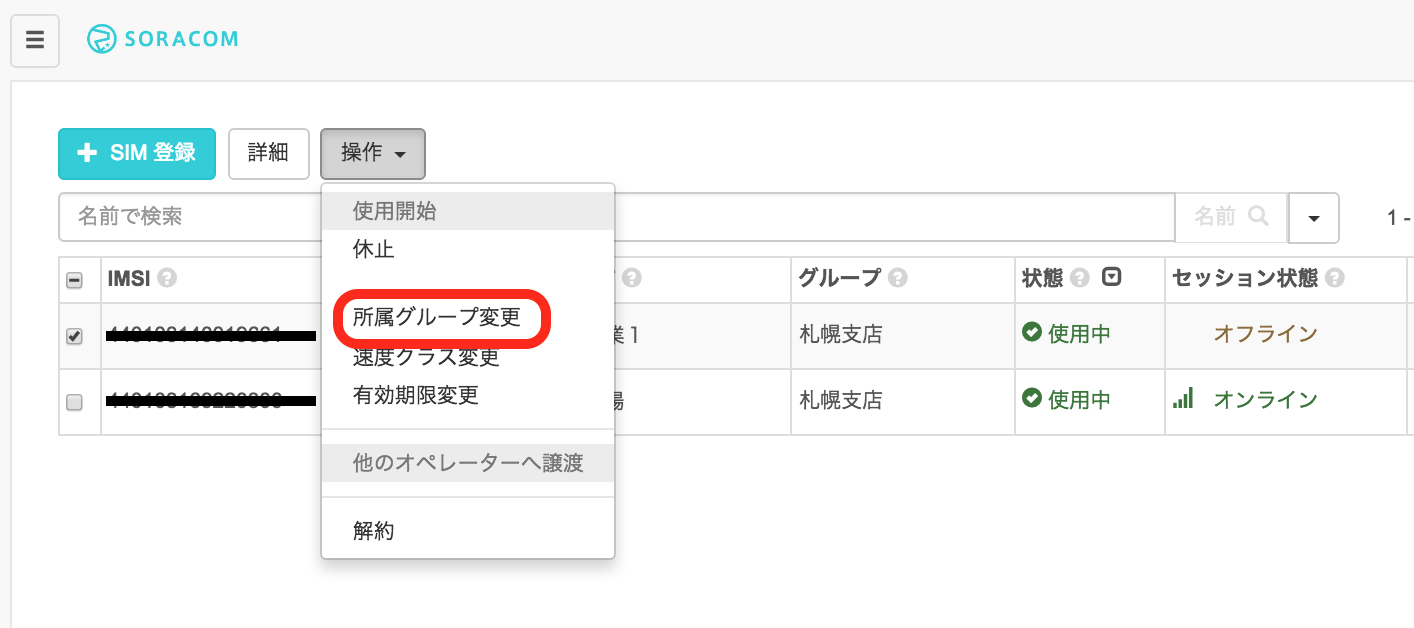 SORACOM
SIM 登録
詳細
操作
使用開始
休止
所属グループ変更
速度クラス変更
有効期限変更
他のオペレーターへ譲渡
解約
名前で検索
名前
1 -
IMSI
グループ
状態
セッション状態
業 1
札幌支店
使用中
オフライン
場
札幌支店
使用中
オンライン